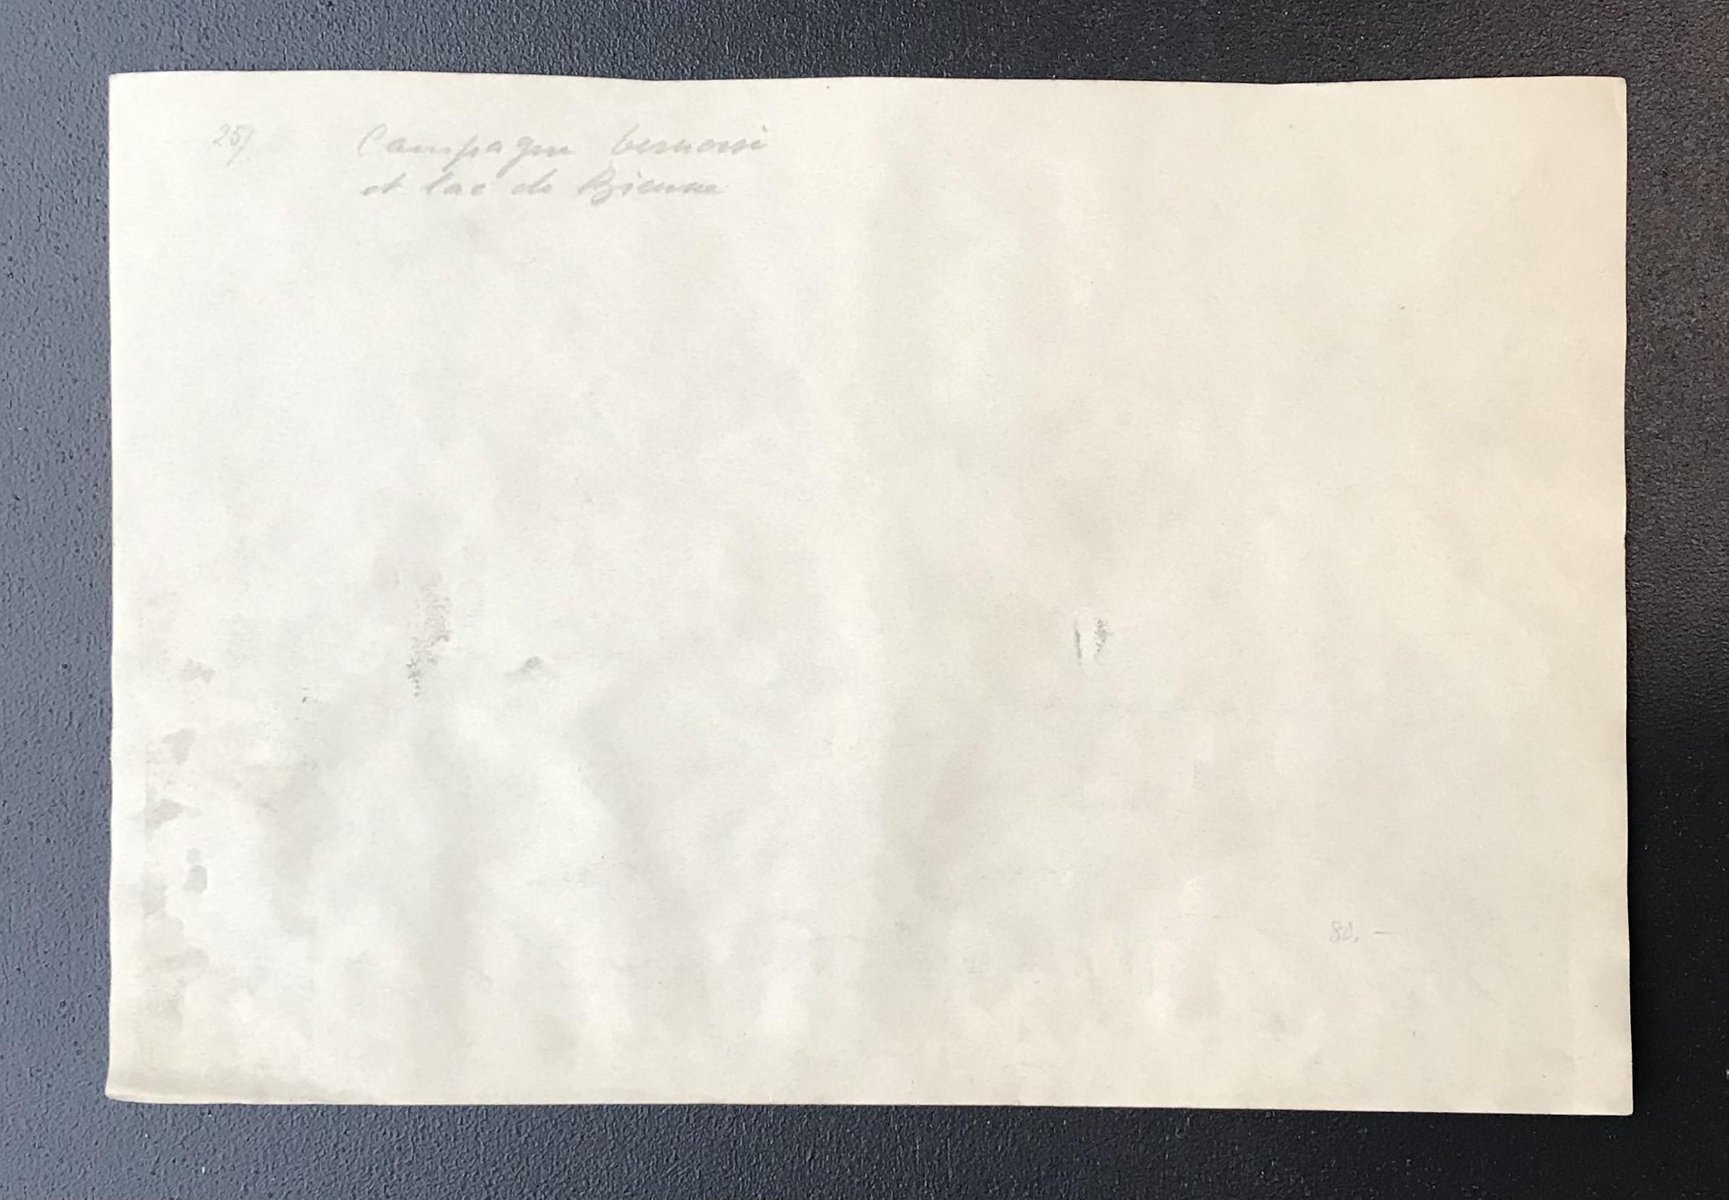 25/ Campagne bernoise
et lac de Bienne
80. –